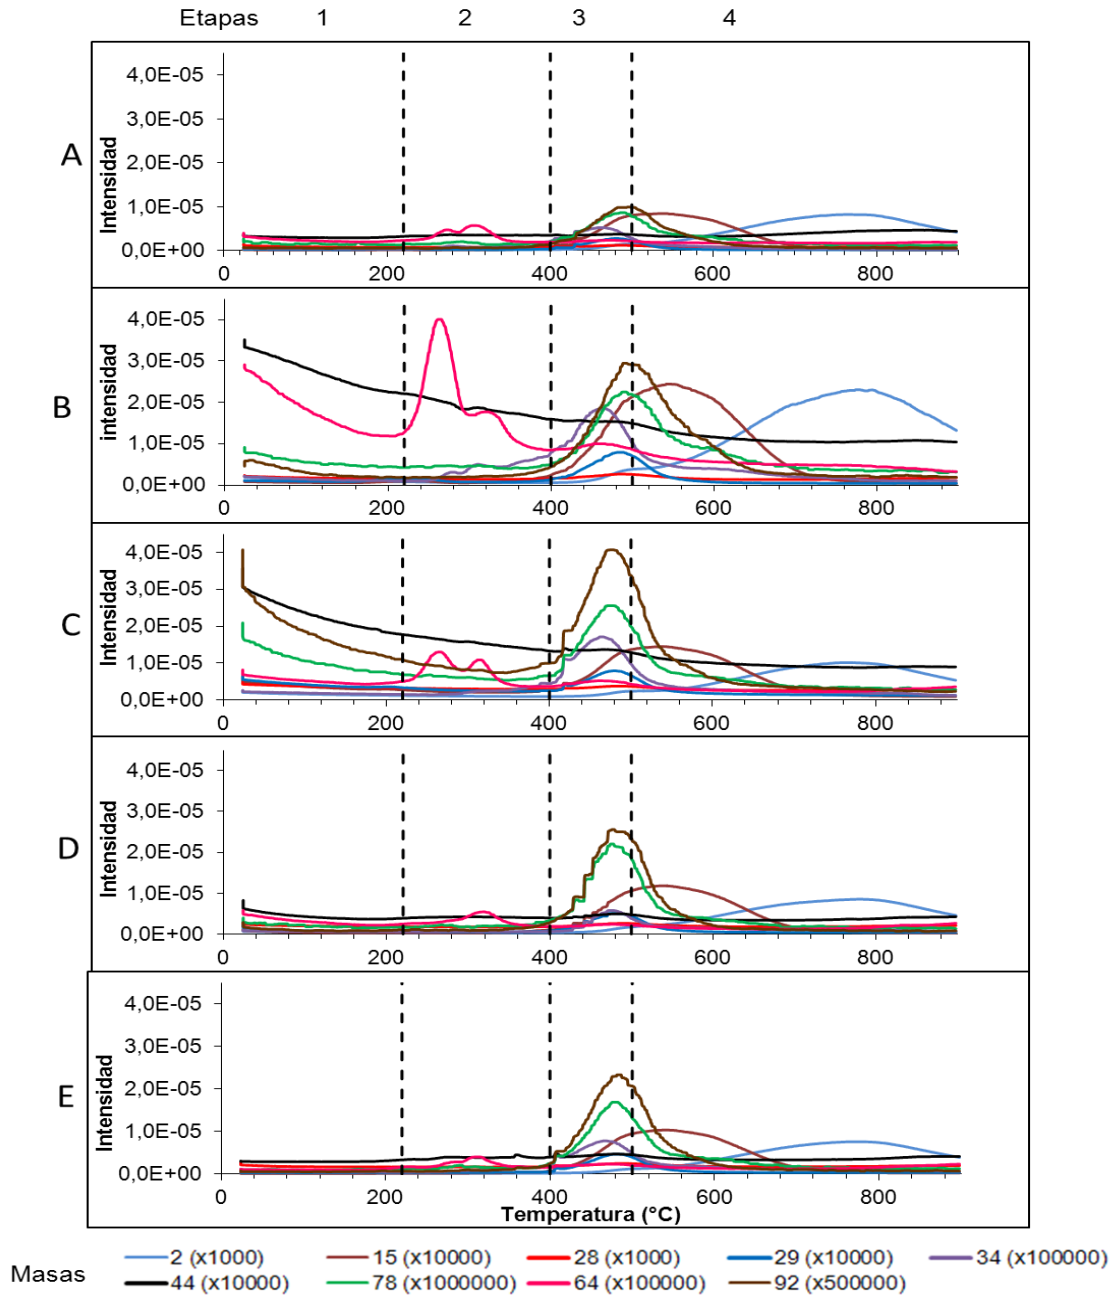 Etapas 1 2 3 4
A
Intensidad
4,0E-05
3,0E-05
2,0E-05
1,0E-05
0,0E+00
0 200 400 600 800
B
intensidad
4,0E-05
3,0E-05
2,0E-05
1,0E-05
0,0E+00
0 200 400 600 800
C
Intensidad
4,0E-05
3,0E-05
2,0E-05
1,0E-05
0,0E+00
0 200 400 600 800
D
Intensidad
4,0E-05
3,0E-05
2,0E-05
1,0E-05
0,0E+00
0 200 400 600 800
E
Intensidad
4,0E-05
3,0E-05
2,0E-05
1,0E-05
0,0E+00
0 200 400 600 800
Temperatura (°C)
Masas
2 (x1000) 15 (x10000) 28 (x1000) 29 (x10000) 34 (x100000)
44 (x10000) 78 (x1000000) 64 (x100000) 92 (x500000)